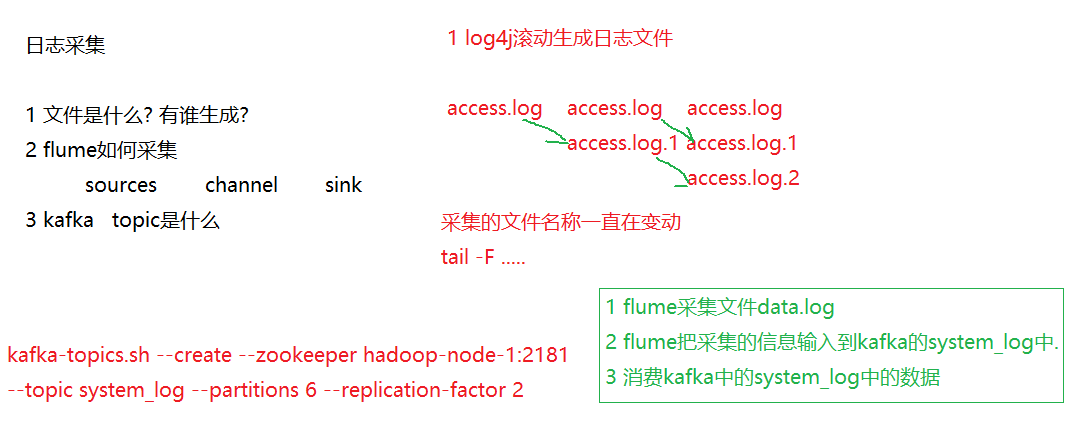 日志采集
1 文件是什么? 有谁生成?
2 flume如何采集
sources channel sink
3 kafka topic是什么
1 log4j滚动生成日志文件
access.log access.log access.log
access.log.1 access.log.1
access.log.2
采集的文件名称一直在变动
tail -F .....
kafka-topics.sh --create --zookeeper hadoop-node-1:2181
--topic system_log --partitions 6 --replication-factor 2
1 flume采集文件data.log
2 flume把采集的信息输入到kafka的system_log中.
3 消费kafka中的system_log中的数据